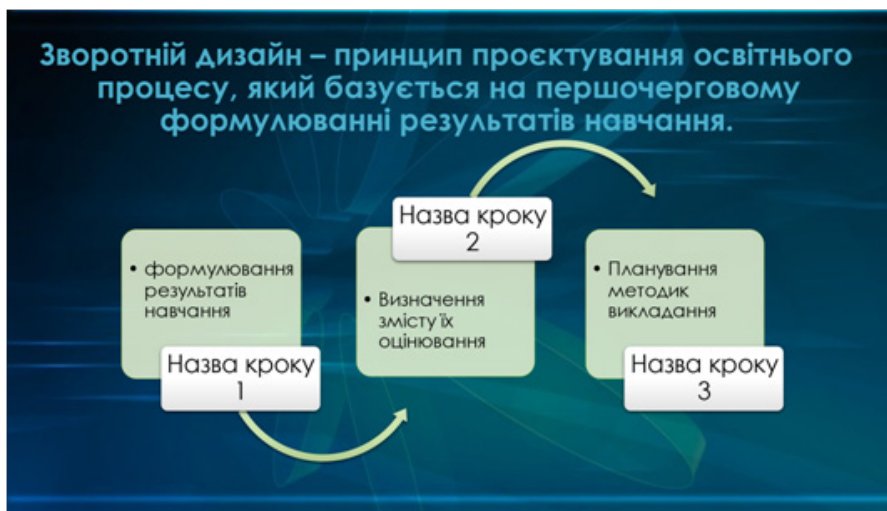 Зворотній дизайн – принцип проєктування освітнього
процесу, який базується на першочерговому
формулюванні результатів навчання.
• формулювання
результатів
навчання
Назва кроку
1
Назва кроку
2
• Визначення
змісту їх
оцінювання
• Планування
методик
викладання
Назва кроку
3